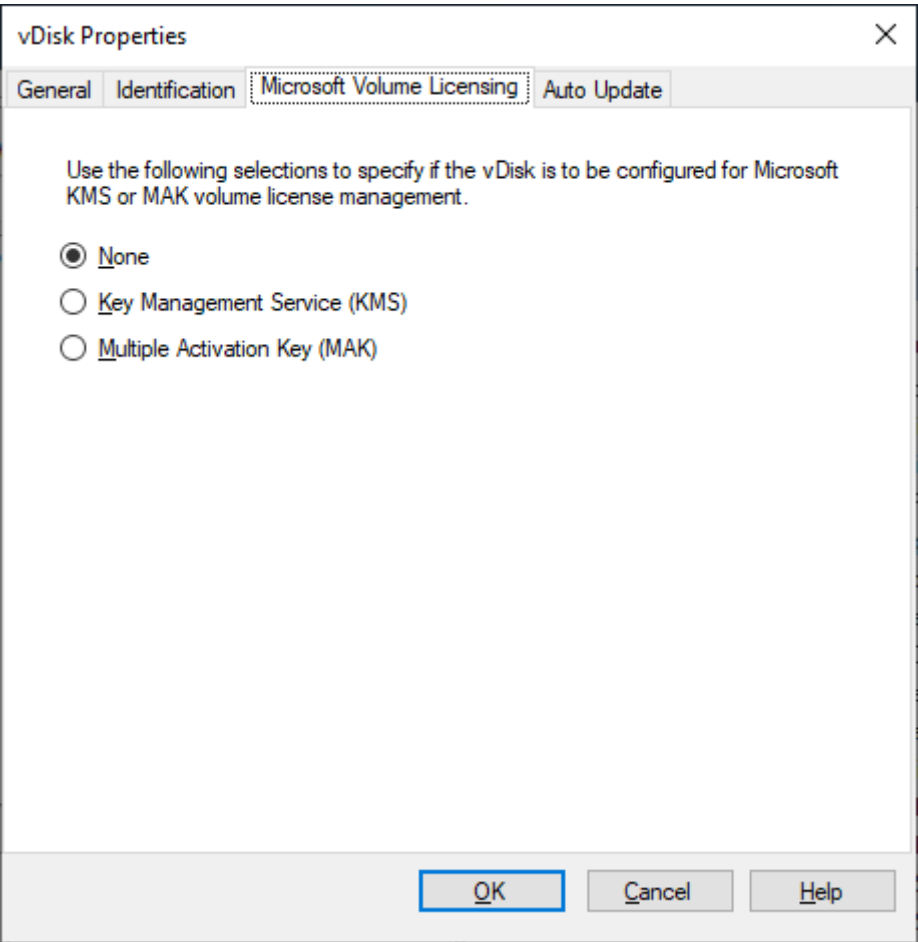 vDisk Properties
General Identification Microsoft Volume Licensing Auto Update
Use the following selections to specify if the vDisk is to be configured for Microsoft
KMS or MAK volume license management.
None
Key Management Service (KMS)
Multiple Activation Key (MAK)
OK Cancel Help